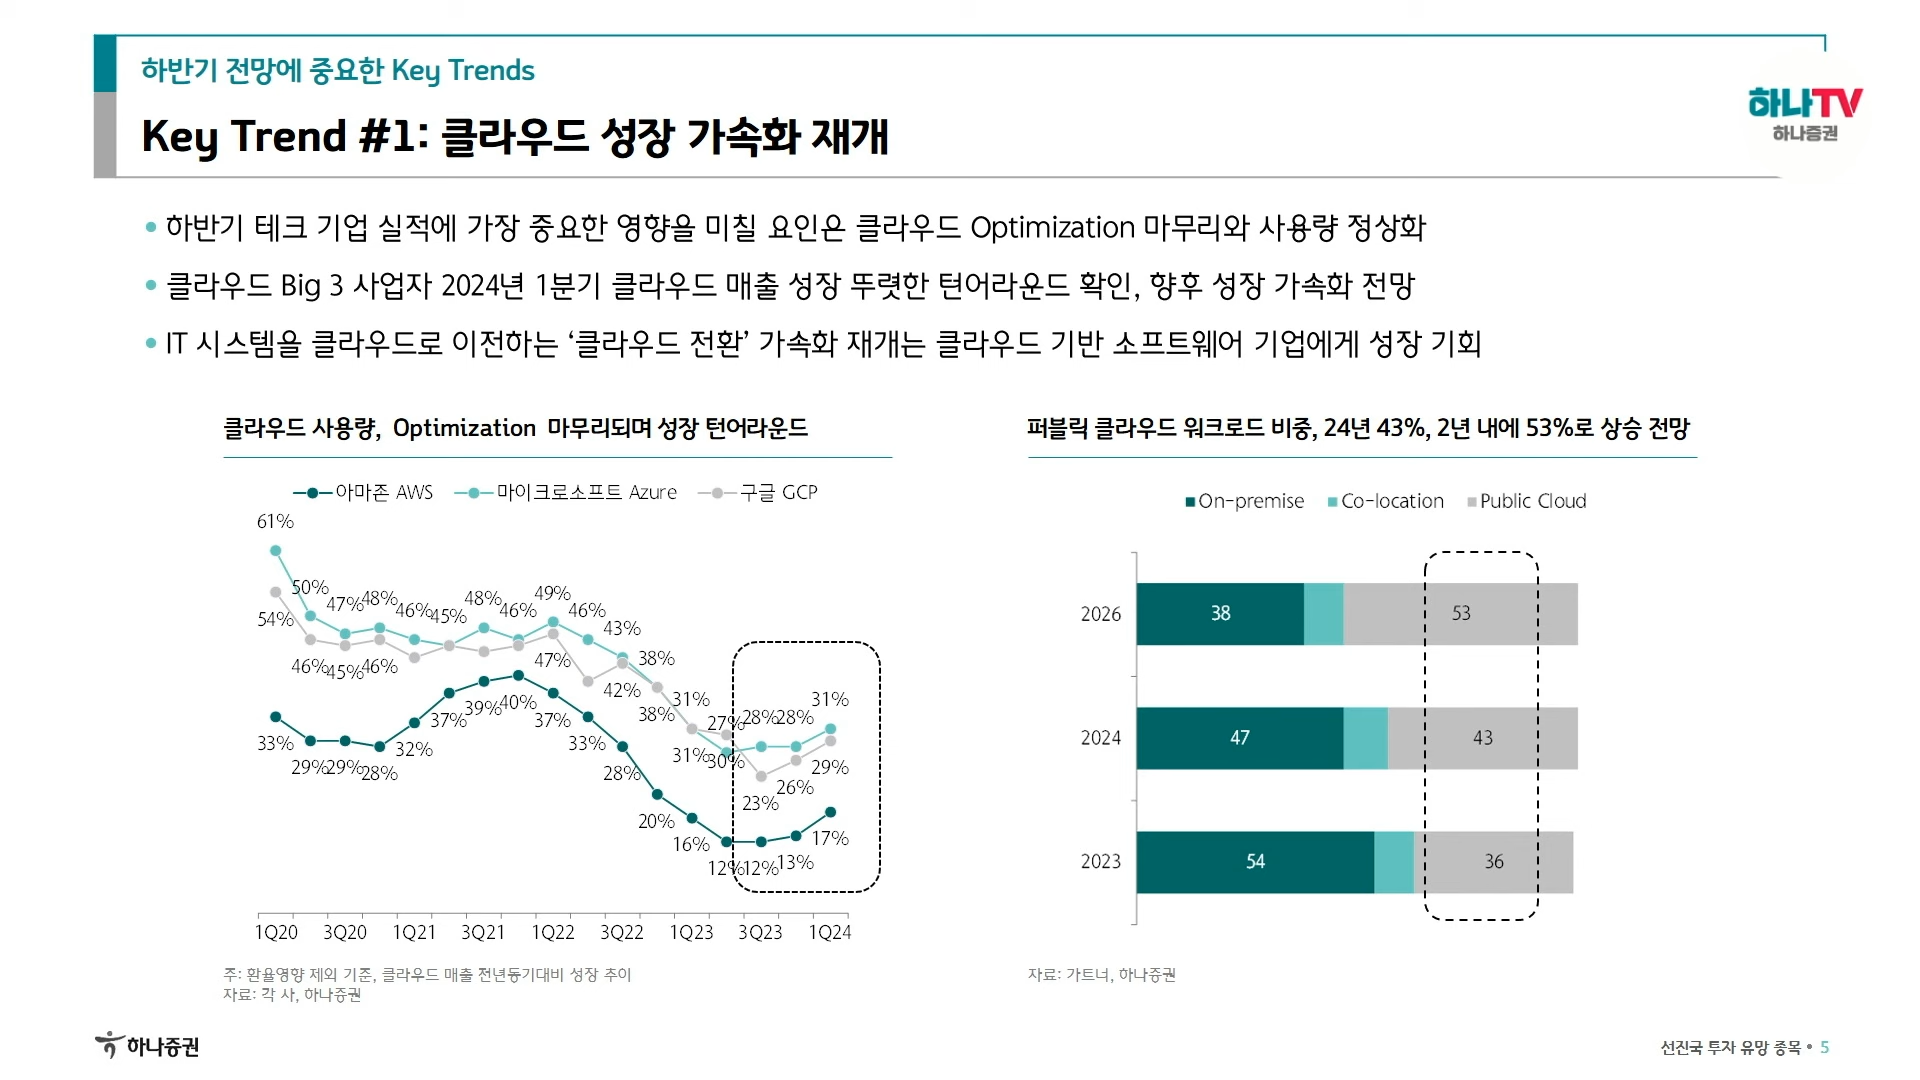 하반기 전망에 중요한 Key Trends
Key Trend #1: 클라우드 성장 가속화 재개
하나TV
하나증권
• 하반기 테크 기업 실적에 가장 중요한 영향을 미칠 요인은 클라우드 Optimization 마무리와 사용량 정상화
• 클라우드 Big 3 사업자 2024년 1분기 클라우드 매출 성장 뚜렷한 턴어라운드 확인, 향후 성장 가속화 전망
• IT 시스템을 클라우드로 이전하는 ‘클라우드 전환’ 가속화 재개는 클라우드 기반 소프트웨어 기업에게 성장 기회
클라우드 사용량, Optimization 마무리되며 성장 턴어라운드
아마존 AWS 마이크로소프트 Azure 구글 GCP
61%
50% 47% 48% 46% 45% 48% 46% 49% 46% 43% 38% 31% 27% 28% 28% 31%
54% 46% 45% 46% 47% 42% 38% 31% 30% 23% 26% 29%
33% 29% 29% 28% 32% 37% 39% 40% 37% 33% 28% 20% 16% 12% 12% 13% 17%
1Q20 3Q20 1Q21 3Q21 1Q22 3Q22 1Q23 3Q23 1Q24
주: 환율영향 제외 기준, 클라우드 매출 전년동기대비 성장 추이
자료: 각 사, 하나증권
퍼블릭 클라우드 워크로드 비중, 24년 43%, 2년 내에 53%로 상승 전망
On-premise Co-location Public Cloud
2026 38 53
2024 47 43
2023 54 36
자료: 가트너, 하나증권
하나증권
선진국 투자 유망 종목 • 5